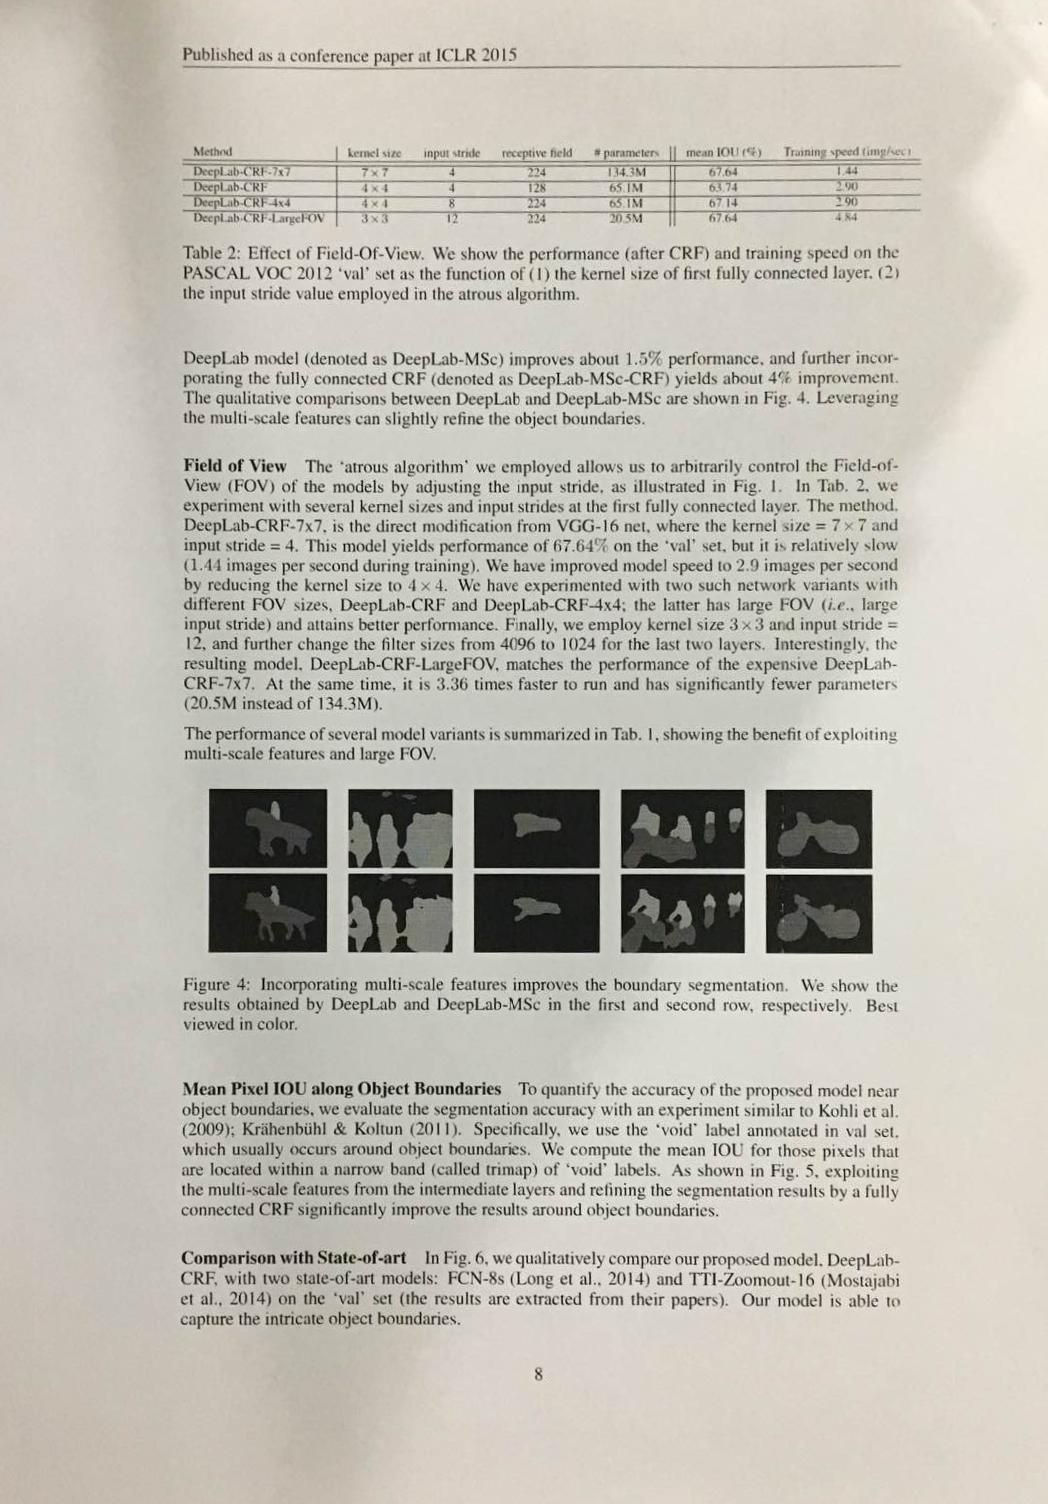 Published as a conference paper at ICLR 2015
Method kernel size input stride receptive field # parameters mean IOU (%) Training speed (img/sec)
DeepLab-CRF-7x7 7 × 7 4 224 134.3M 67.64 1.44
DeepLab-CRF 4 × 4 4 128 65.1M 63.74 2.90
DeepLab-CRF-4x4 4 × 4 8 224 65.1M 67.14 2.90
DeepLab-CRF-LargeFOV 3 × 3 12 224 20.5M 67.64 4.84
Table 2: Effect of Field-Of-View. We show the performance (after CRF) and training speed on the
PASCAL VOC 2012 ‘val’ set as the function of (1) the kernel size of first fully connected layer, (2)
the input stride value employed in the atrous algorithm.
DeepLab model (denoted as DeepLab-MSc) improves about 1.5% performance, and further incor-
porating the fully connected CRF (denoted as DeepLab-MSc-CRF) yields about 4% improvement.
The qualitative comparisons between DeepLab and DeepLab-MSc are shown in Fig. 4. Leveraging
the multi-scale features can slightly refine the object boundaries.
Field of View The ‘atrous algorithm’ we employed allows us to arbitrarily control the Field-of-
View (FOV) of the models by adjusting the input stride, as illustrated in Fig. 1. In Tab. 2, we
experiment with several kernel sizes and input strides at the first fully connected layer. The method,
DeepLab-CRF-7x7, is the direct modification from VGG-16 net, where the kernel size = 7 × 7 and
input stride = 4. This model yields performance of 67.64% on the ‘val’ set, but it is relatively slow
(1.44 images per second during training). We have improved model speed to 2.9 images per second
by reducing the kernel size to 4 × 4. We have experimented with two such network variants with
different FOV sizes, DeepLab-CRF and DeepLab-CRF-4x4; the latter has large FOV (i.e., large
input stride) and attains better performance. Finally, we employ kernel size 3 × 3 and input stride =
12, and further change the filter sizes from 4096 to 1024 for the last two layers. Interestingly, the
resulting model, DeepLab-CRF-LargeFOV, matches the performance of the expensive DeepLab-
CRF-7x7. At the same time, it is 3.36 times faster to run and has significantly fewer parameters
(20.5M instead of 134.3M).
The performance of several model variants is summarized in Tab. 1, showing the benefit of exploiting
multi-scale features and large FOV.
Figure 4: Incorporating multi-scale features improves the boundary segmentation. We show the
results obtained by DeepLab and DeepLab-MSc in the first and second row, respectively. Best
viewed in color.
Mean Pixel IOU along Object Boundaries To quantify the accuracy of the proposed model near
object boundaries, we evaluate the segmentation accuracy with an experiment similar to Kohli et al.
(2009); Krähenbühl & Koltun (2011). Specifically, we use the ‘void’ label annotated in val set,
which usually occurs around object boundaries. We compute the mean IOU for those pixels that
are located within a narrow band (called trimap) of ‘void’ labels. As shown in Fig. 5, exploiting
the multi-scale features from the intermediate layers and refining the segmentation results by a fully
connected CRF significantly improve the results around object boundaries.
Comparison with State-of-art In Fig. 6, we qualitatively compare our proposed model, DeepLab-
CRF, with two state-of-art models: FCN-8s (Long et al., 2014) and TTI-Zoomout-16 (Mostajabi
et al., 2014) on the ‘val’ set (the results are extracted from their papers). Our model is able to
capture the intricate object boundaries.
8